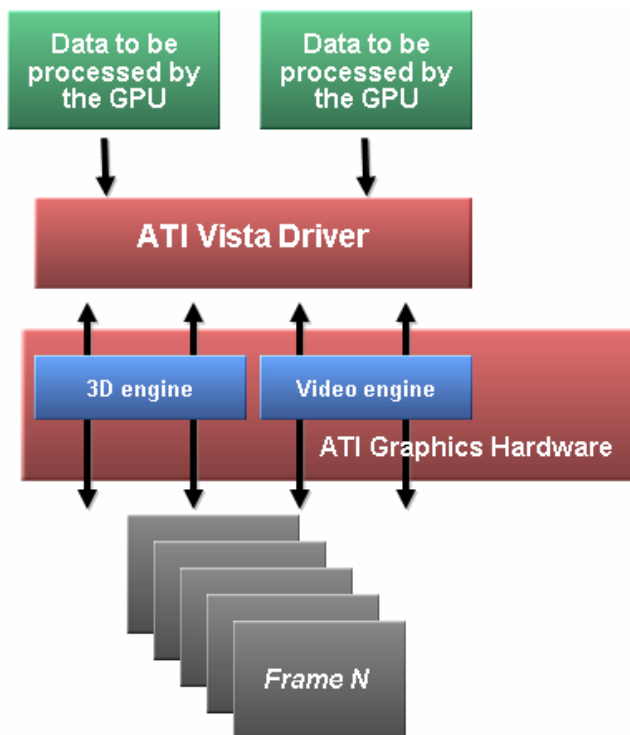 Data to be
processed by
the GPU
Data to be
processed by
the GPU
ATI Vista Driver
3D engine
Video engine
ATI Graphics Hardware
Frame N